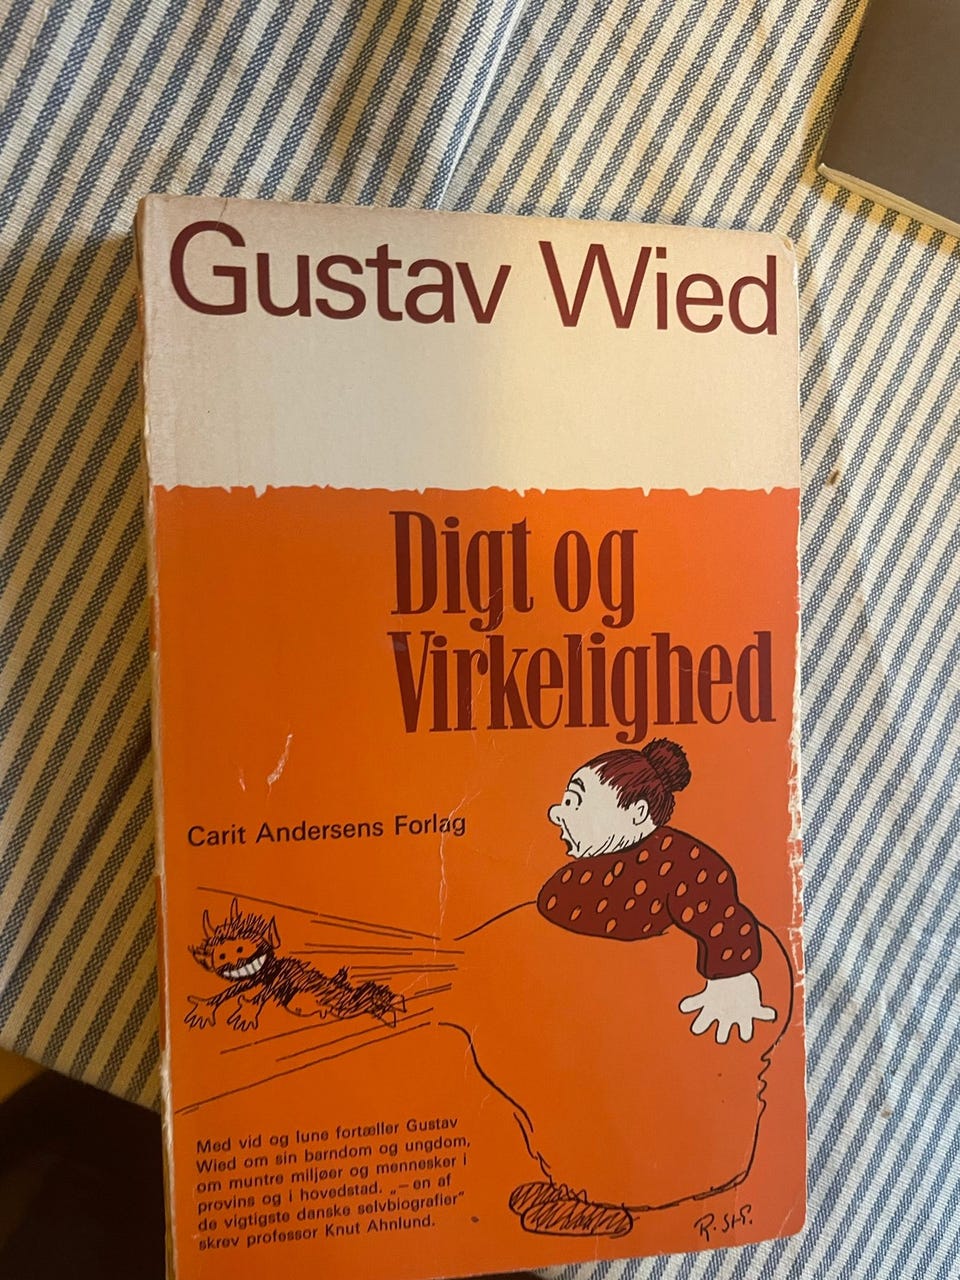 Gustav Wied
Digt og
Virkelighed
Carit Andersens Forlag
Med vid og lune fortæller Gustav
Wied om sin barndom og ungdom,
om muntre miljøer og mennesker i
provins og i hovedstad. „— en af
de vigtigste danske selvbiografier”
skrev professor Knut Ahnlund.
R. St P.